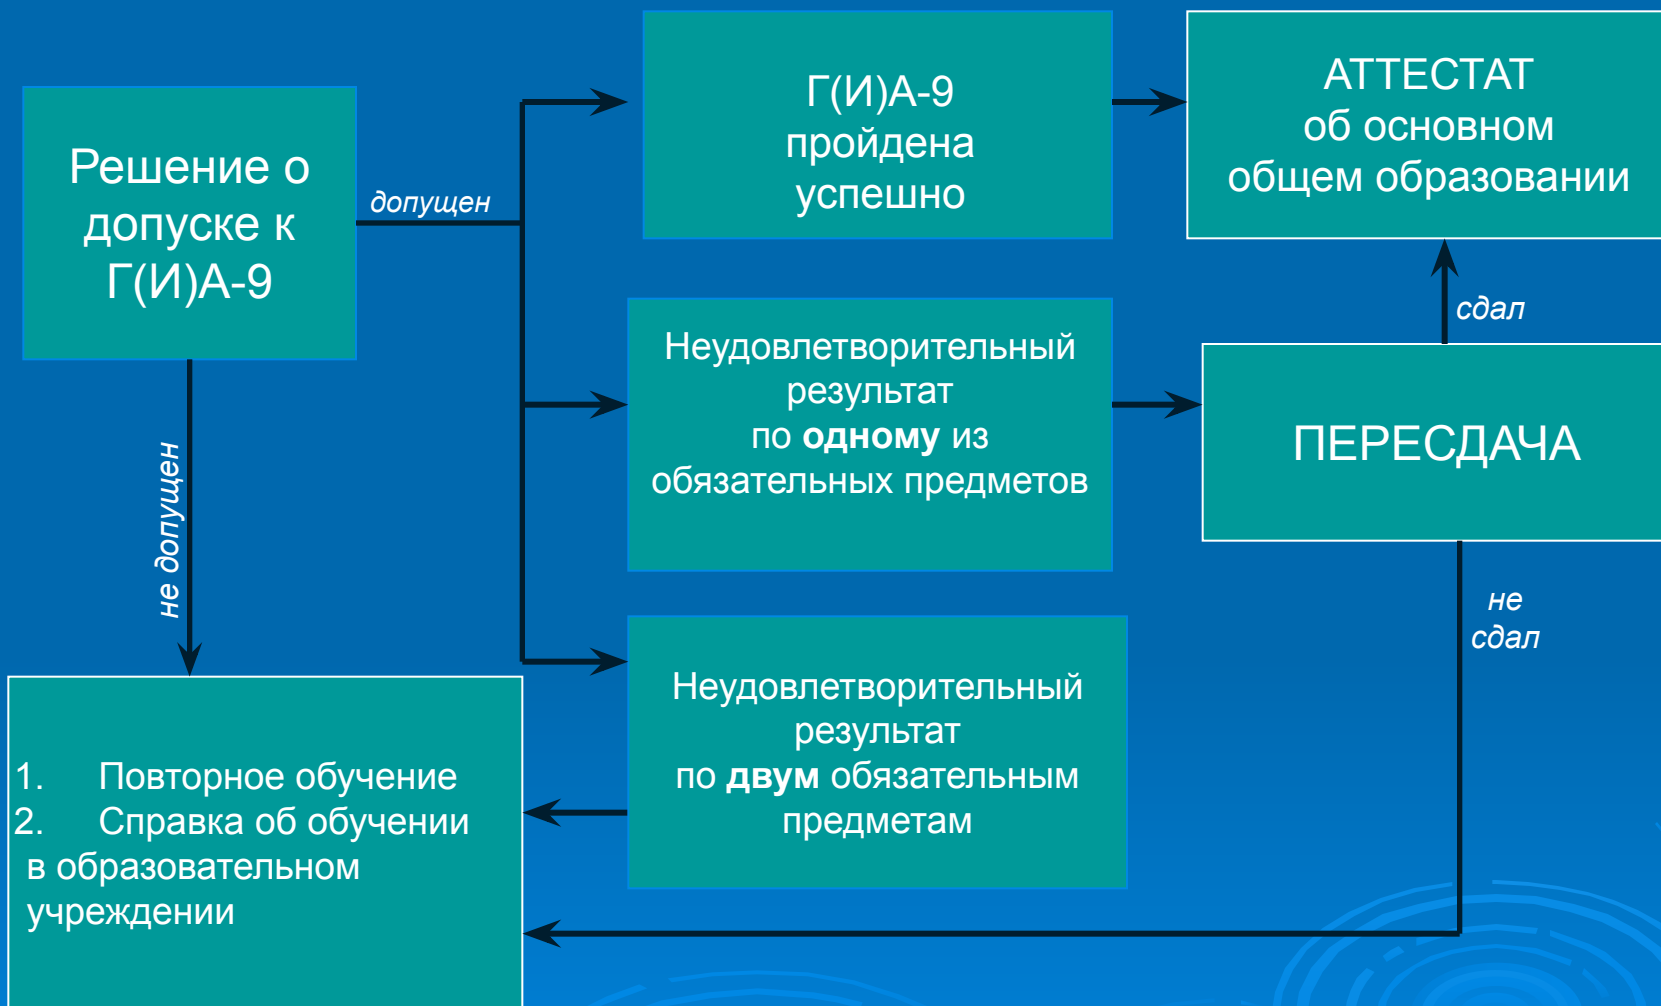 Решение о
допуске к
Г(И)А-9
допущен
не допущен
Г(И)А-9
пройдена
успешно
АТТЕСТАТ
об основном
общем образовании
Неудовлетворительный
результат
по одному из
обязательных предметов
сдал
ПЕРЕСДАЧА
не
сдал
Неудовлетворительный
результат
по двум обязательным
предметам
1. Повторное обучение
2. Справка об обучении
в образовательном
учреждении